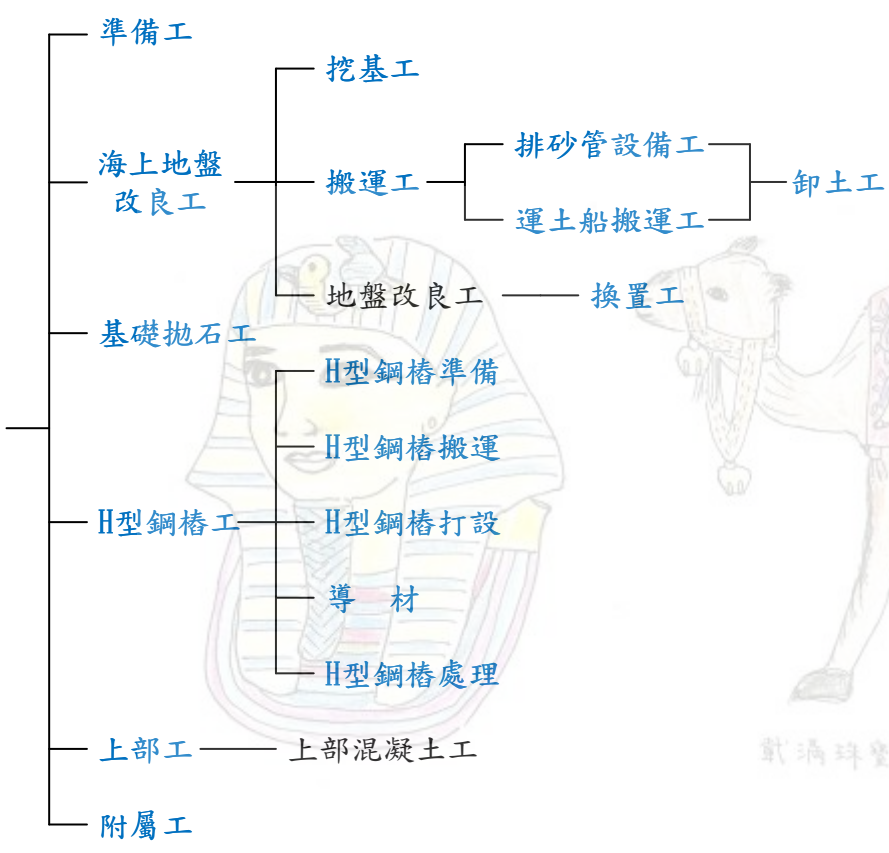 準備工
挖基工
海上地盤
改良工
搬運工
排砂管設備工
運土船搬運工
卸土工
地盤改良工
換置工
基礎拋石工
H型鋼樁準備
H型鋼樁搬運
H型鋼樁工
H型鋼樁打設
導 材
H型鋼樁處理
上部工
上部混凝土工
附屬工
戴滿珠寶